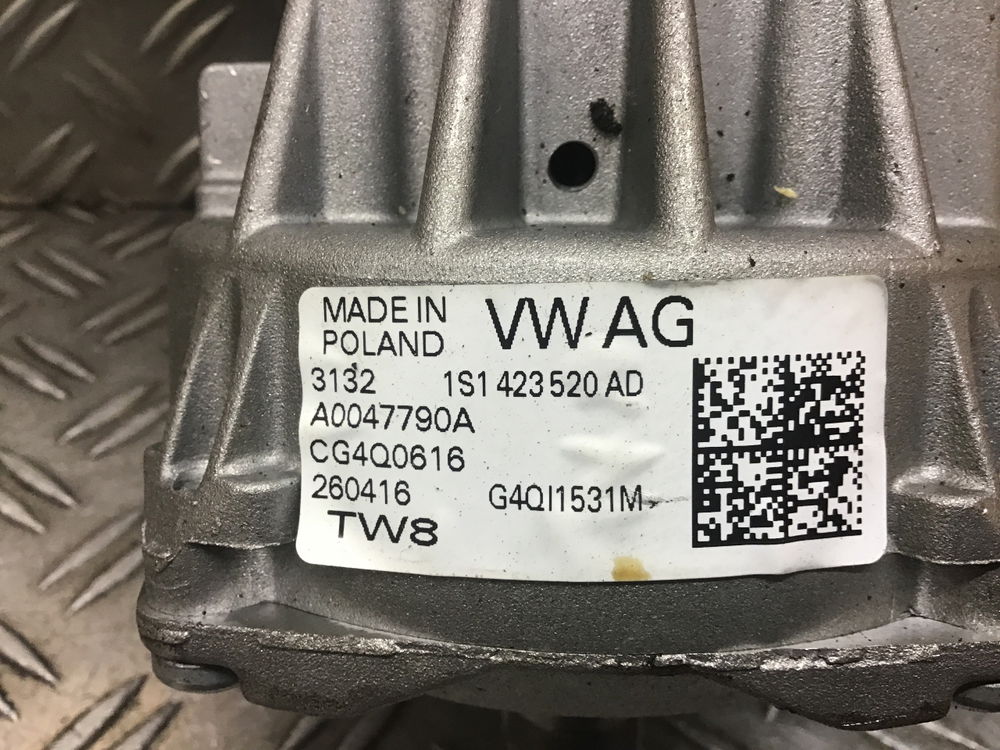 MADE IN
POLAND
VW AG
3132 1S1 423 520 AD
A0047790A
CG4Q0616
260416 G4QI1531M
TW8